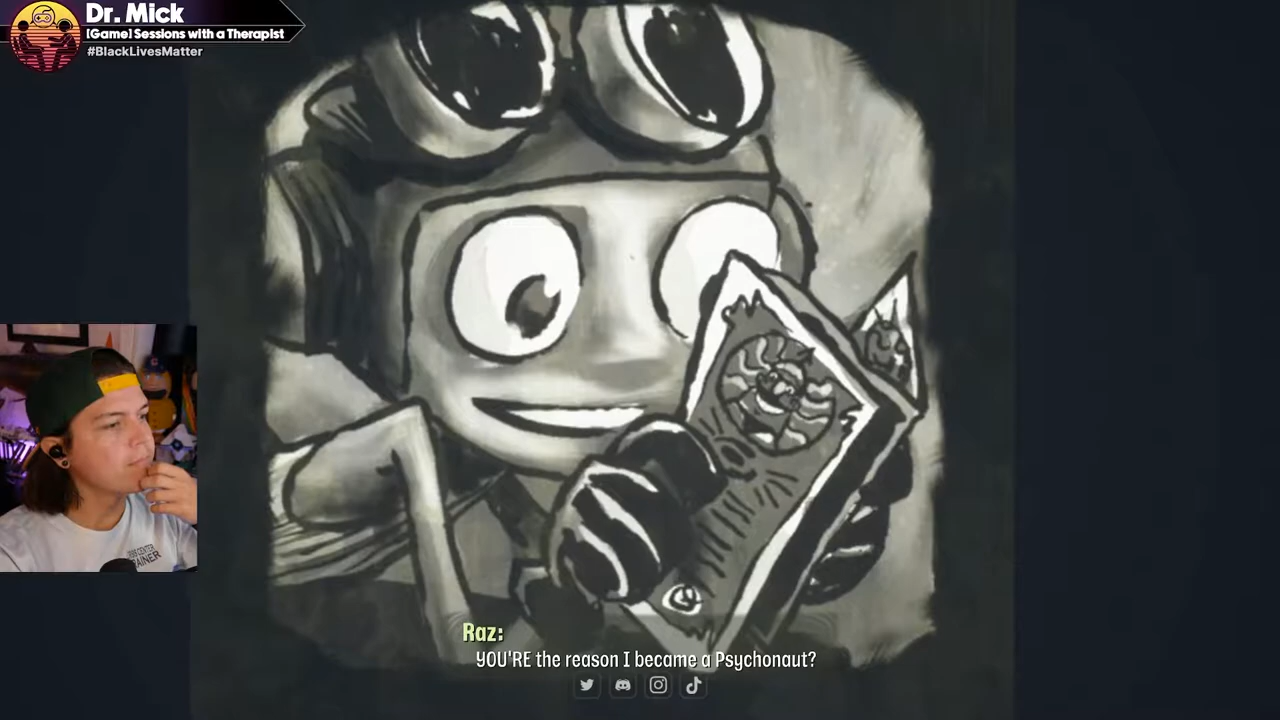 Dr. Mick
[Game] Sessions with a Therapist
#BlackLivesMatter
Raz:
YOU'RE the reason I became a Psychonaut?